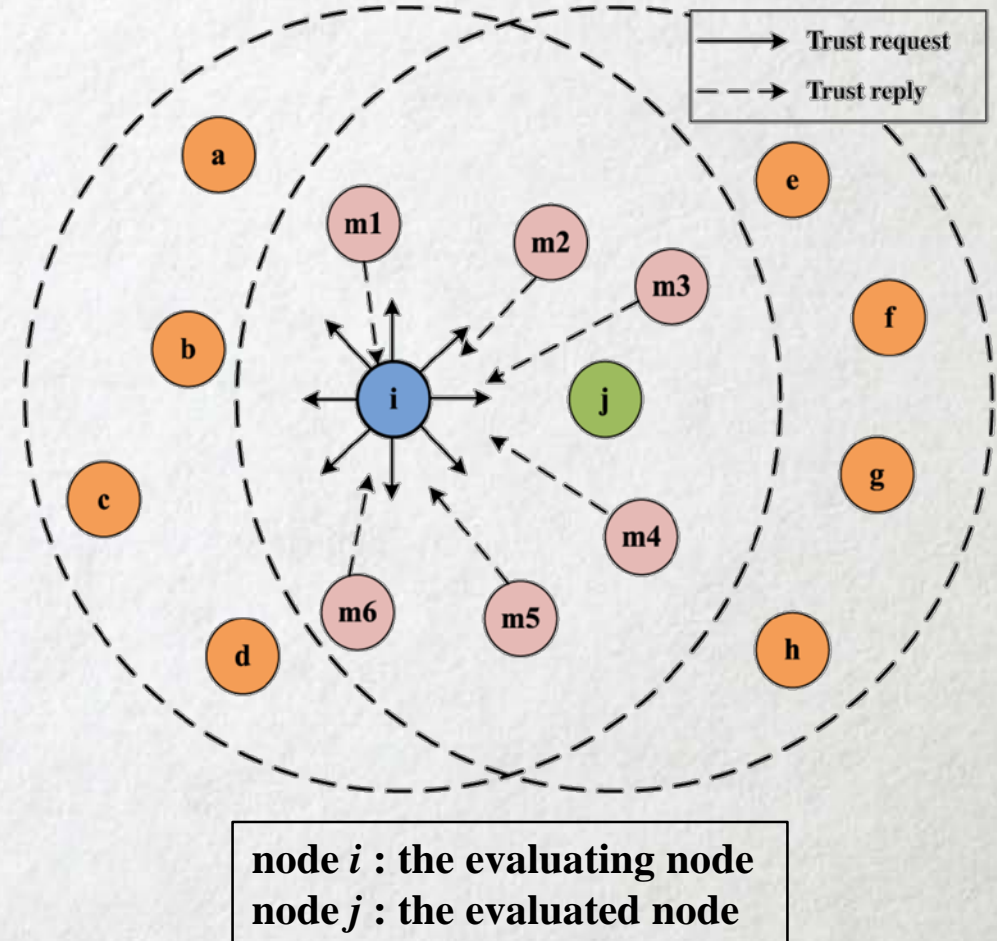 Trust request
Trust reply
a
e
m1
m2
m3
f
b
i
j
g
c
m4
m6
m5
d
h
node i : the evaluating node
node j : the evaluated node